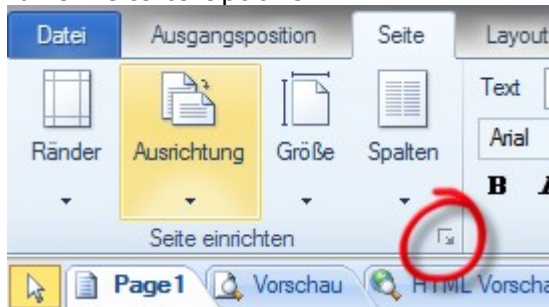 Datei Ausgangsposition Seite Layout
Text
Ränder Ausrichtung Größe Spalten Arial
B
Seite einrichten
Page1 Vorschau HTML Vorscha